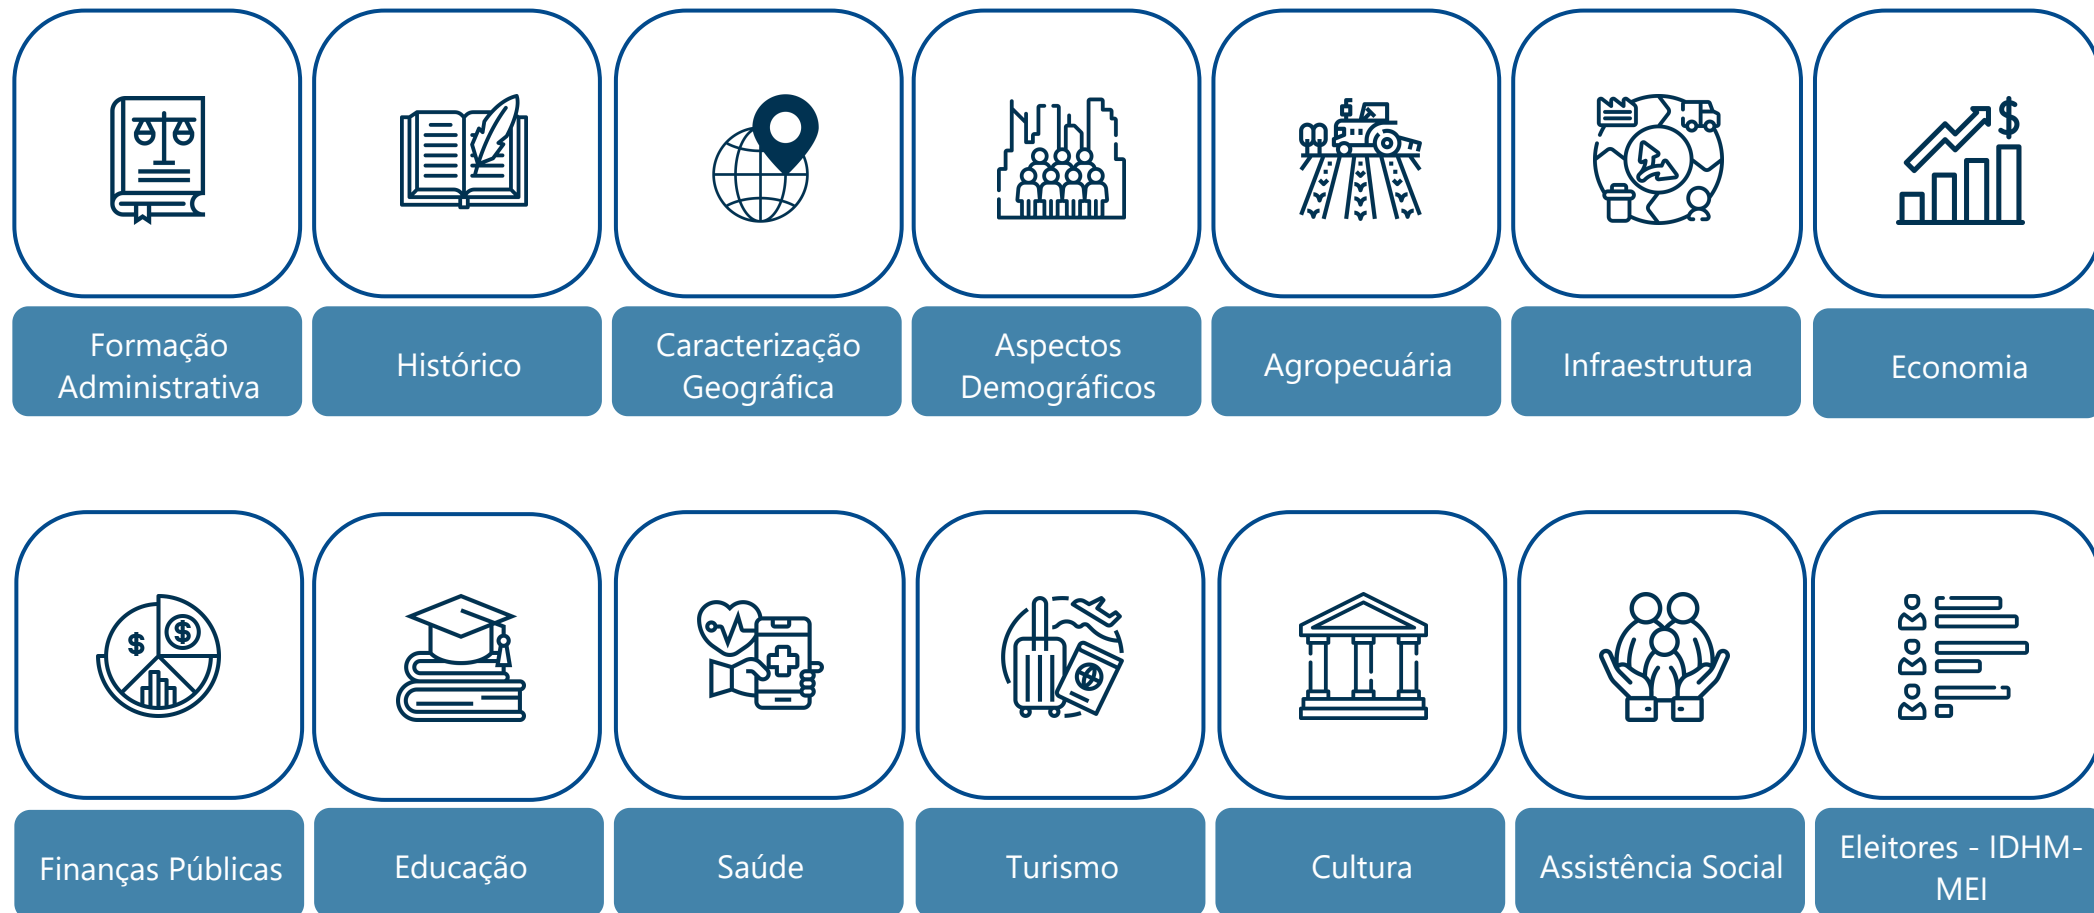 Formação
Administrativa
Histórico
Caracterização
Geográfica
Aspectos
Demográficos
Agropecuária
Infraestrutura
$
Economia
$
$
Finanças Públicas
Educação
Saúde
Turismo
Cultura
Assistência Social
Eleitores - IDHM-
MEI